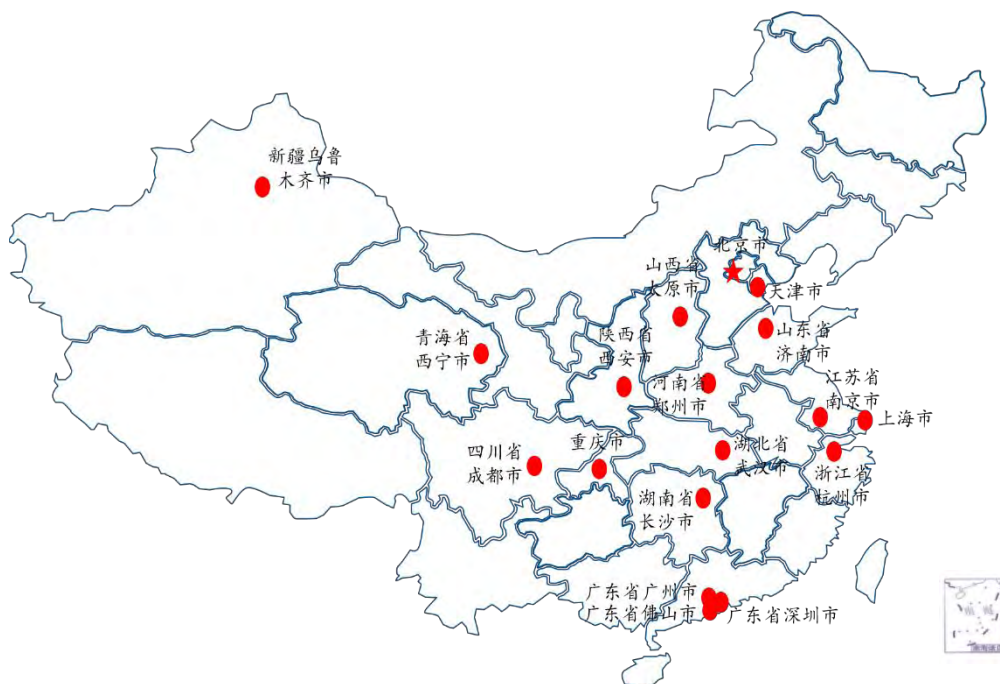 新疆乌鲁
木齐市
北京市
山西省
太原市
天津市
陕西省
西安市
山东省
济南市
青海省
西宁市
河南省
郑州市
江苏省
南京市
上海市
重庆市
四川省
成都市
湖北省
武汉市
浙江省
杭州市
湖南省
长沙市
广东省广州市
广东省佛山市
广东省深圳市